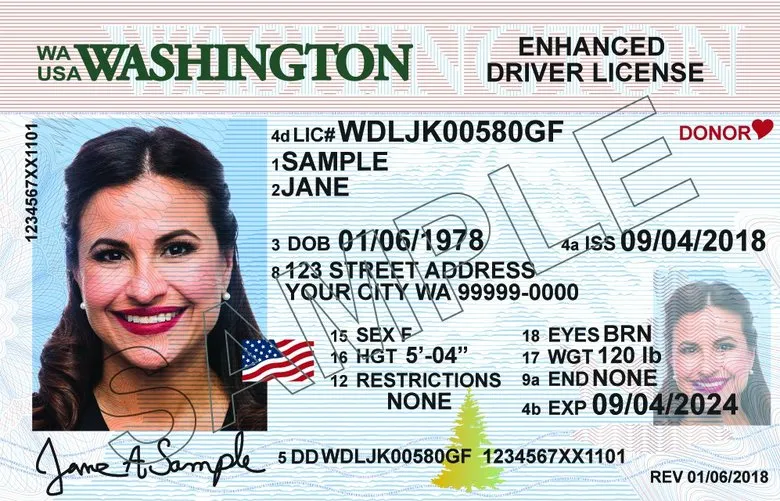 WA
USA WASHINGTON
ENHANCED
DRIVER LICENSE
1234567XX1101
4d LIC# WDLJK00580GF
DONOR
1 SAMPLE
2 JANE
3 DOB 01/06/1978 4a ISS 09/04/2018
8 123 STREET ADDRESS
YOUR CITY WA 99999-0000
15 SEX F 18 EYES BRN
16 HGT 5'-04" 17 WGT 120 lb
12 RESTRICTIONS 9a END NONE
NONE 4b EXP 09/04/2024
SAMPLE
Jane A Sample
5 DD WDLJK00580GF 1234567XX1101
REV 01/06/2018